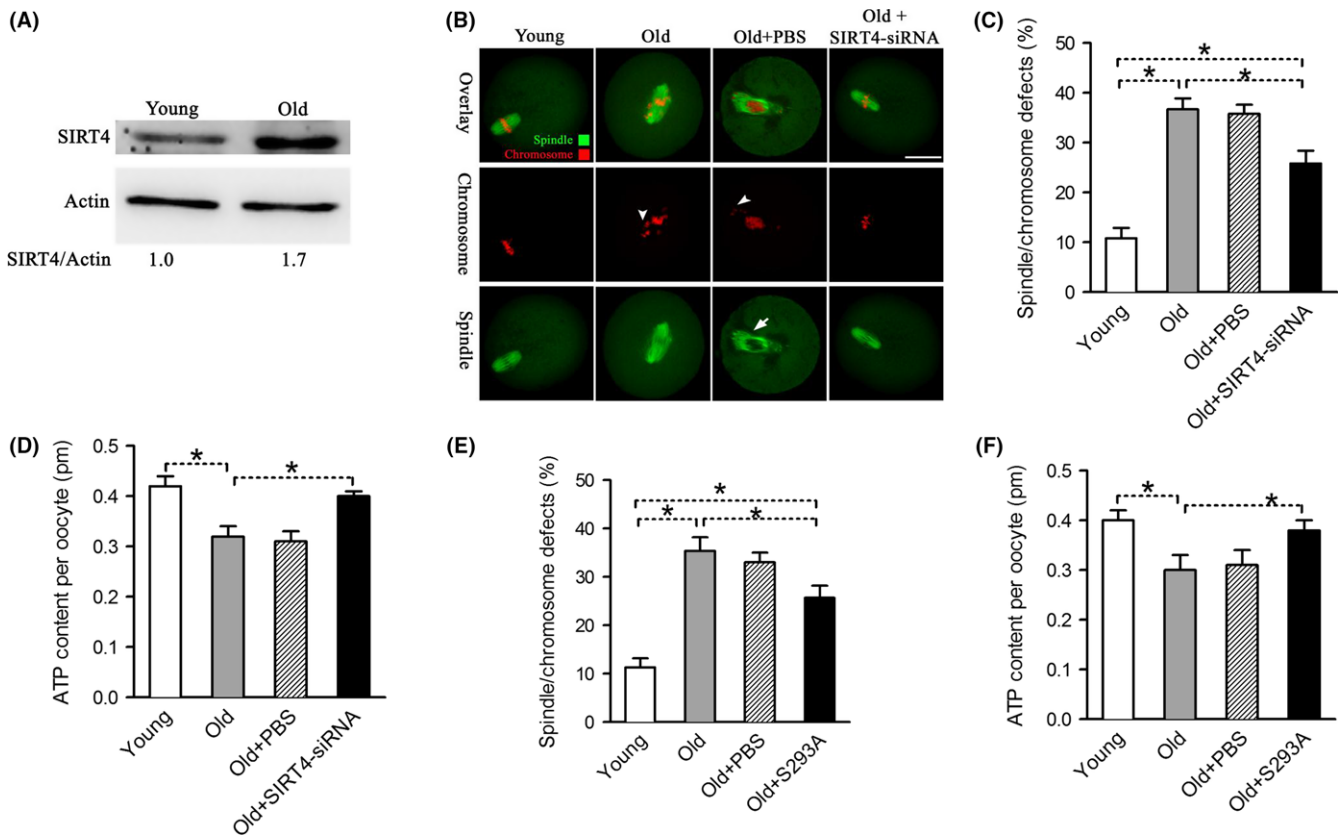 (A)
Young Old
SIRT4
Actin
SIRT4/Actin 1.0 1.7
(B)
Young Old Old+PBS Old +
SIRT4-siRNA
Overlay
Spindle
Chromosome
Chromosome
Spindle
(C)
Spindle/chromosome defects (%)
50
40
30
20
10
0
* * *
Young Old Old+PBS Old+SIRT4-siRNA
(D)
ATP content per oocyte (pm)
0.5
0.4
0.3
0.2
0.1
0.0
* *
Young Old Old+PBS Old+SIRT4-siRNA
(E)
Spindle/chromosome defects (%)
50
40
30
20
10
0
* * *
Young Old Old+PBS Old+S293A
(F)
ATP content per oocyte (pm)
0.5
0.4
0.3
0.2
0.1
0.0
* *
Young Old Old+PBS Old+S293A